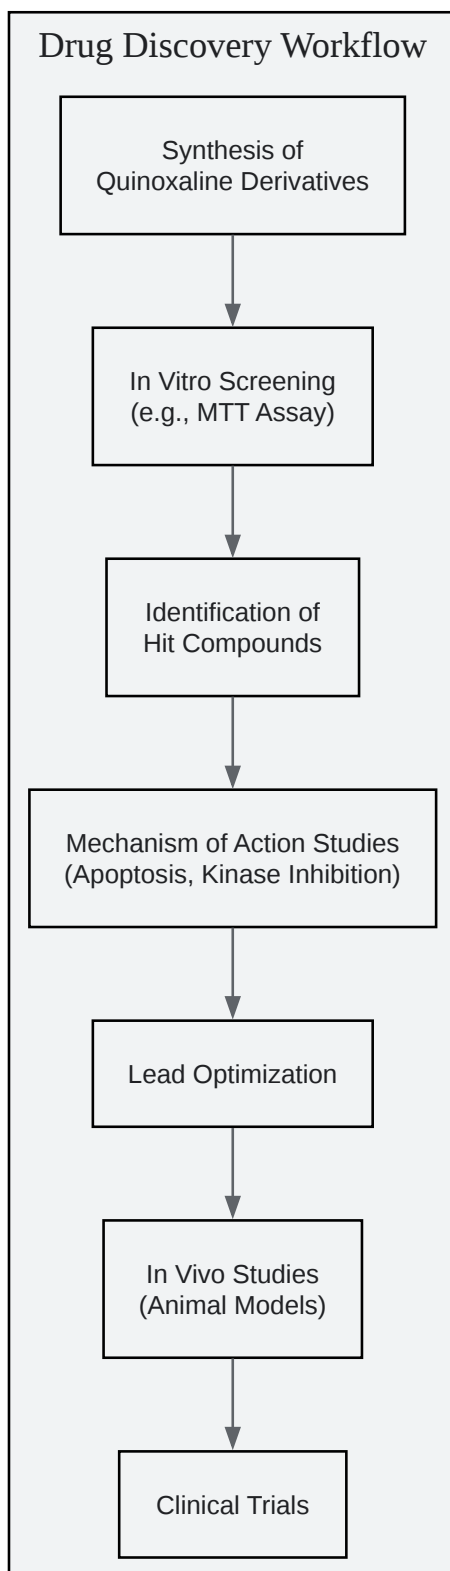 Drug Discovery Workflow
Synthesis of
Quinoxaline Derivatives
In Vitro Screening
(e.g., MTT Assay)
Identification of
Hit Compounds
Mechanism of Action Studies
(Apoptosis, Kinase Inhibition)
Lead Optimization
In Vivo Studies
(Animal Models)
Clinical Trials